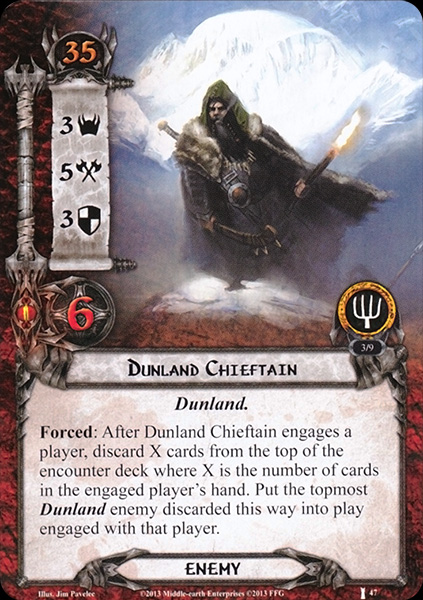 35
3
5
3
6
3/9
Dunland Chieftain
Dunland.
Forced: After Dunland Chieftain engages a
player, discard X cards from the top of the
encounter deck where X is the number of cards
in the engaged player's hand. Put the topmost
Dunland enemy discarded this way into play
engaged with that player.
ENEMY
Illus. Jim Pavelec
©2013 Middle-earth Enterprises ©2013 FFG
47